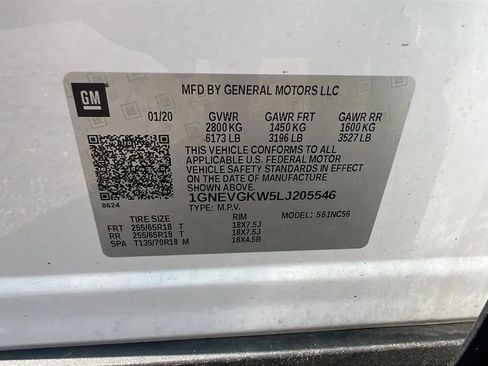 GM
MFD BY GENERAL MOTORS LLC
01/20 GVWR GAWR FRT GAWR RR
2800 KG 1450 KG 1600 KG
6173 LB 3196 LB 3527 LB
THIS VEHICLE CONFORMS TO ALL
APPLICABLE U.S. FEDERAL MOTOR
VEHICLE SAFETY STANDARDS IN EFFECT
ON THE DATE OF MANUFACTURE SHOWN ABOVE.
1GNEVGKW5LJ205546
8624 TYPE: M.P.V. MODEL: 561NC56
TIRE SIZE RIM
FRT 255/65R18 T 18X7.5J
RR 255/65R18 T 18X7.5J
SPA T135/70R18 M 18X4.5B